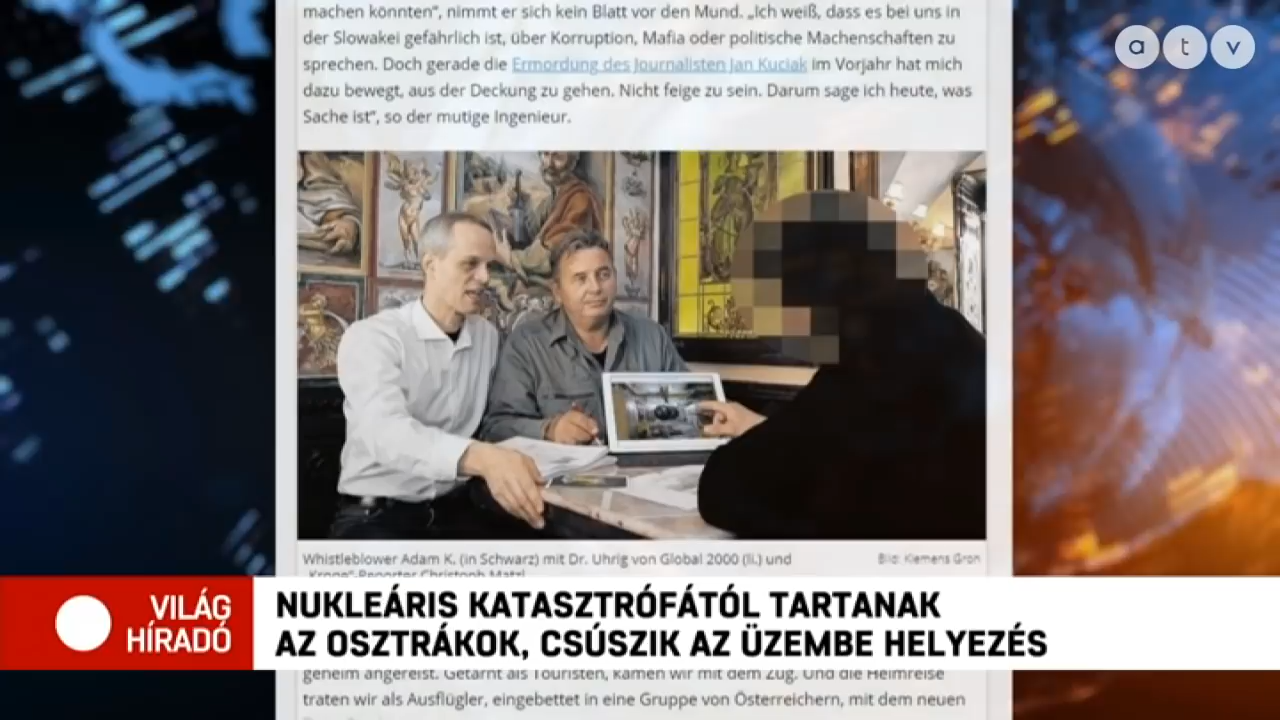 machen könnten“, nimmt er sich kein Blatt vor den Mund. „Ich weiß, dass es bei uns in
der Slowakei gefährlich ist, über Korruption, Mafia oder politische Machenschaften zu
sprechen. Doch gerade die Ermordung des Journalisten Jan Kuciak im Vorjahr hat mich
dazu bewegt, aus der Deckung zu gehen. Nicht feige zu sein. Darum sage ich heute, was
Sache ist“, so der mutige Ingenieur.
a t v
Whistleblower Adam K. (in Schwarz) mit Dr. Uhrig von Global 2000 (li.) und
Bild: Klemens Groh
„Krone“-Reporter Christoph Matzl
VILÁG
HÍRADÓ
NUKLEÁRIS KATASZTRÓFÁTÓL TARTANAK
AZ OSZTRÁKOK, CSÚSZIK AZ ÜZEMBE HELYEZÉS
geheim angereist. Getarnt als Touristen, kamen wir mit dem Zug. Und die Heimreise
traten wir als Ausflügler, eingebettet in eine Gruppe von Österreichern, mit dem neuen